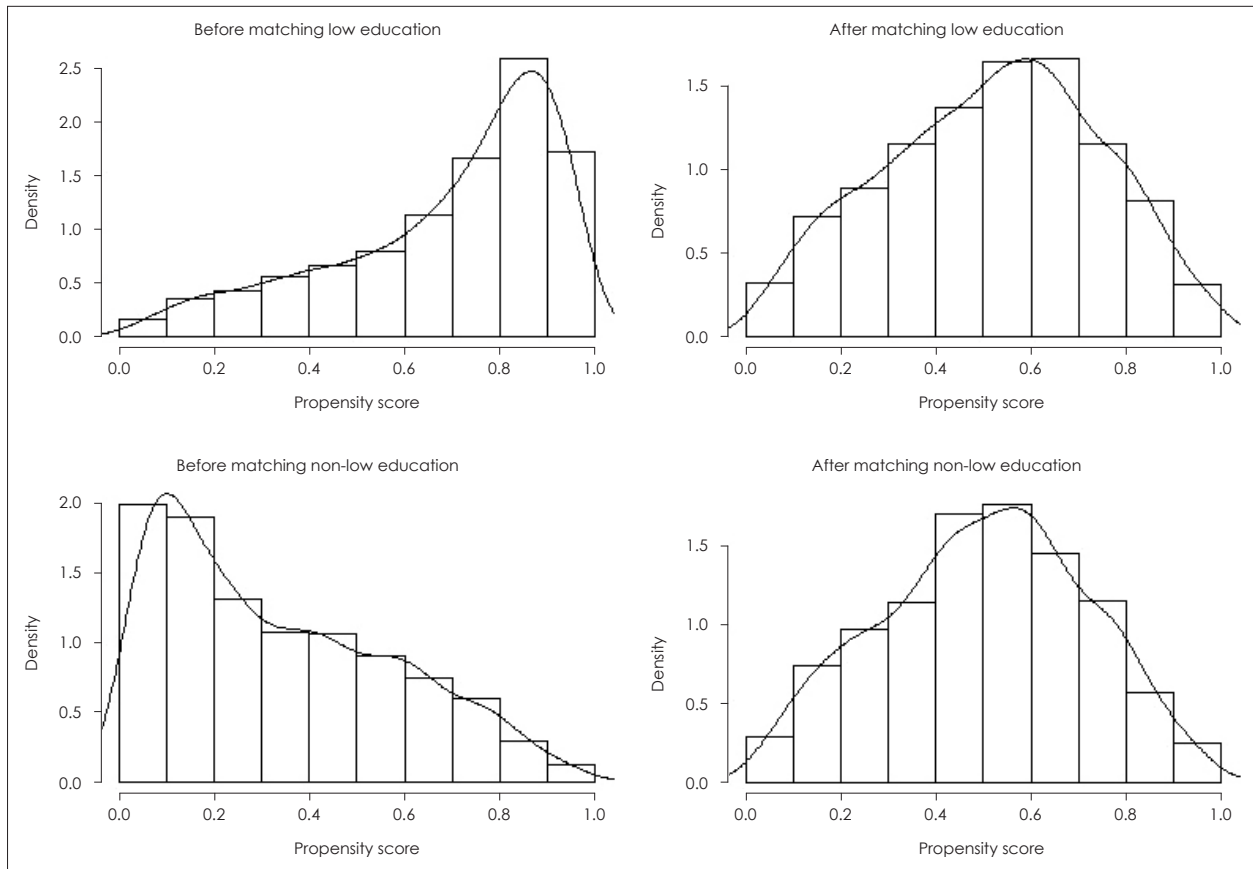 Before matching low education
2.5
2.0
1.5
1.0
0.5
0.0
Density
0.0 0.2 0.4 0.6 0.8 1.0
Propensity score
After matching low education
1.5
1.0
0.5
0.0
Density
0.0 0.2 0.4 0.6 0.8 1.0
Propensity score
Before matching non-low education
2.0
1.5
1.0
0.5
0.0
Density
0.0 0.2 0.4 0.6 0.8 1.0
Propensity score
After matching non-low education
1.5
1.0
0.5
0.0
Density
0.0 0.2 0.4 0.6 0.8 1.0
Propensity score